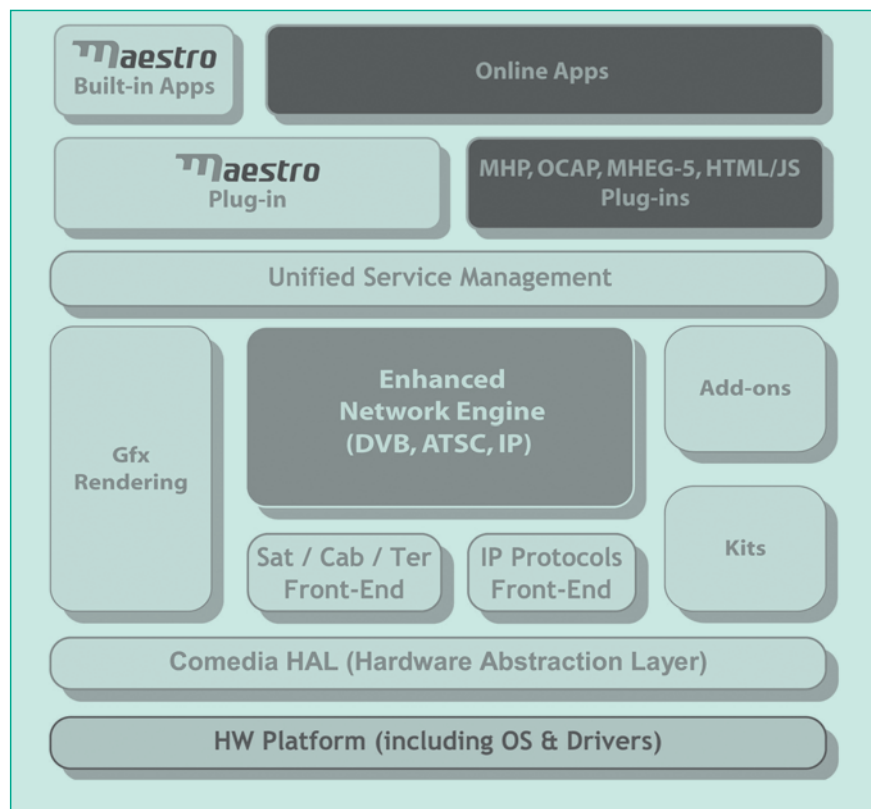 maestro
Built-in Apps
Online Apps
maestro
Plug-in
MHP, OCAP, MHEG-5, HTML/JS
Plug-ins
Unified Service Management
Gfx
Rendering
Enhanced
Network Engine
(DVB, ATSC, IP)
Add-ons
Sat / Cab / Ter
Front-End
IP Protocols
Front-End
Kits
Comedia HAL (Hardware Abstraction Layer)
HW Platform (including OS & Drivers)